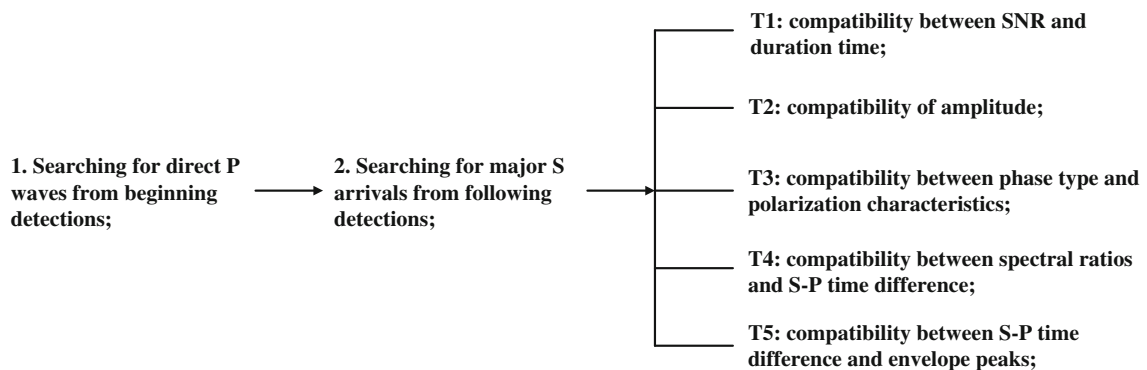 1. Searching for direct P
waves from beginning
detections;
2. Searching for major S
arrivals from following
detections;
T1: compatibility between SNR and
duration time;
T2: compatibility of amplitude;
T3: compatibility between phase type and
polarization characteristics;
T4: compatibility between spectral ratios
and S-P time difference;
T5: compatibility between S-P time
difference and envelope peaks;